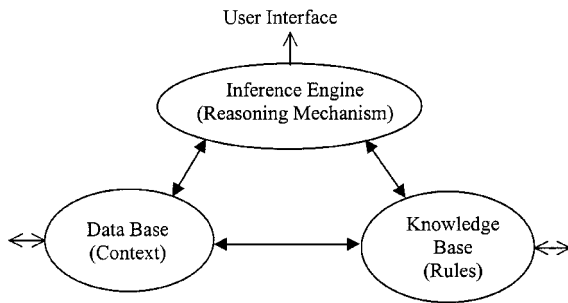 User Interface
Inference Engine
(Reasoning Mechanism)
Data Base
(Context)
Knowledge
Base
(Rules)